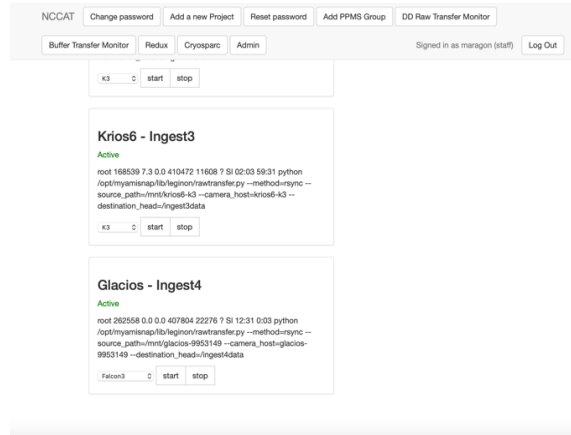 NCCAT Change password Add a new Project Reset password Add PPMS Group DD Raw Transfer Monitor
Buffer Transfer Monitor Redux Cryosparc Admin Signed in as maragon (staff) Log Out
K3 start stop
Krios6 - Ingest3
Active
root 168539 7.3 0.0 410472 11608 ? Sl 02:03 59:31 python
/opt/myamisnap/lib/leginon/rawtransfer.py --method=rsync --
source_path=/mnt/krios6-k3 --camera_host=krios6-k3 --
destination_head=/ingest3data
K3 start stop
Glacios - Ingest4
Active
root 262558 0.0 0.0 407804 22276 ? Sl 12:31 0:03 python
/opt/myamisnap/lib/leginon/rawtransfer.py --method=rsync --
source_path=/mnt/glacios-9953149 --camera_host=glacios-
9953149 --destination_head=/ingest4data
Falcon3 start stop